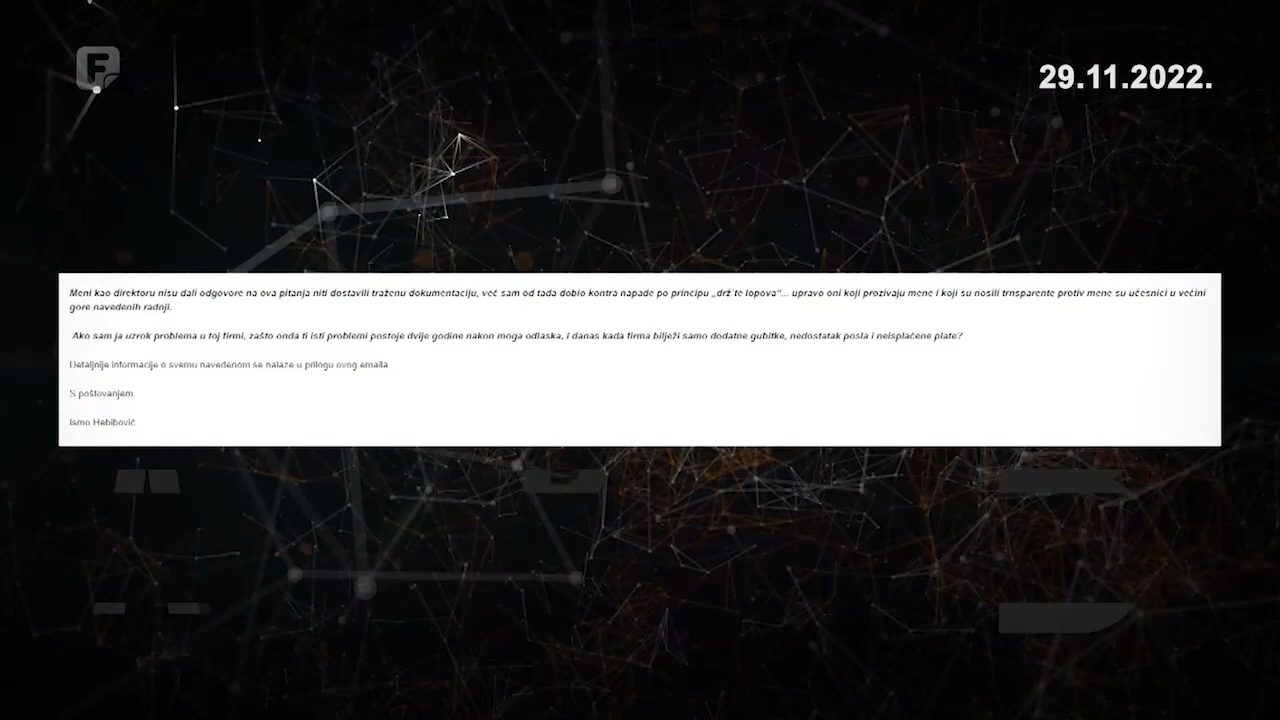 F
29.11.2022.
Meni kao direktoru nisu dali odgovore na ova pitanja niti dostavili traženu dokumentaciju, već sam od tada dobio kontra napade po principu „drž´te lopova“... upravo oni koji prozivaju mene i koji su nosili trnsparente protiv mene su učesnici u većini
gore navedenih radnji.
Ako sam ja uzrok problema u toj firmi, zašto onda ti isti problemi postoje dvije godine nakon moga odlaska, i danas kada firma bilježi samo dodatne gubitke, nedostatak posla i neisplaćene plate?
Detaljnije informacije o svemu navedenom se nalaze u prilogu ovog emaila
S poštovanjem
Ismo Hebibović